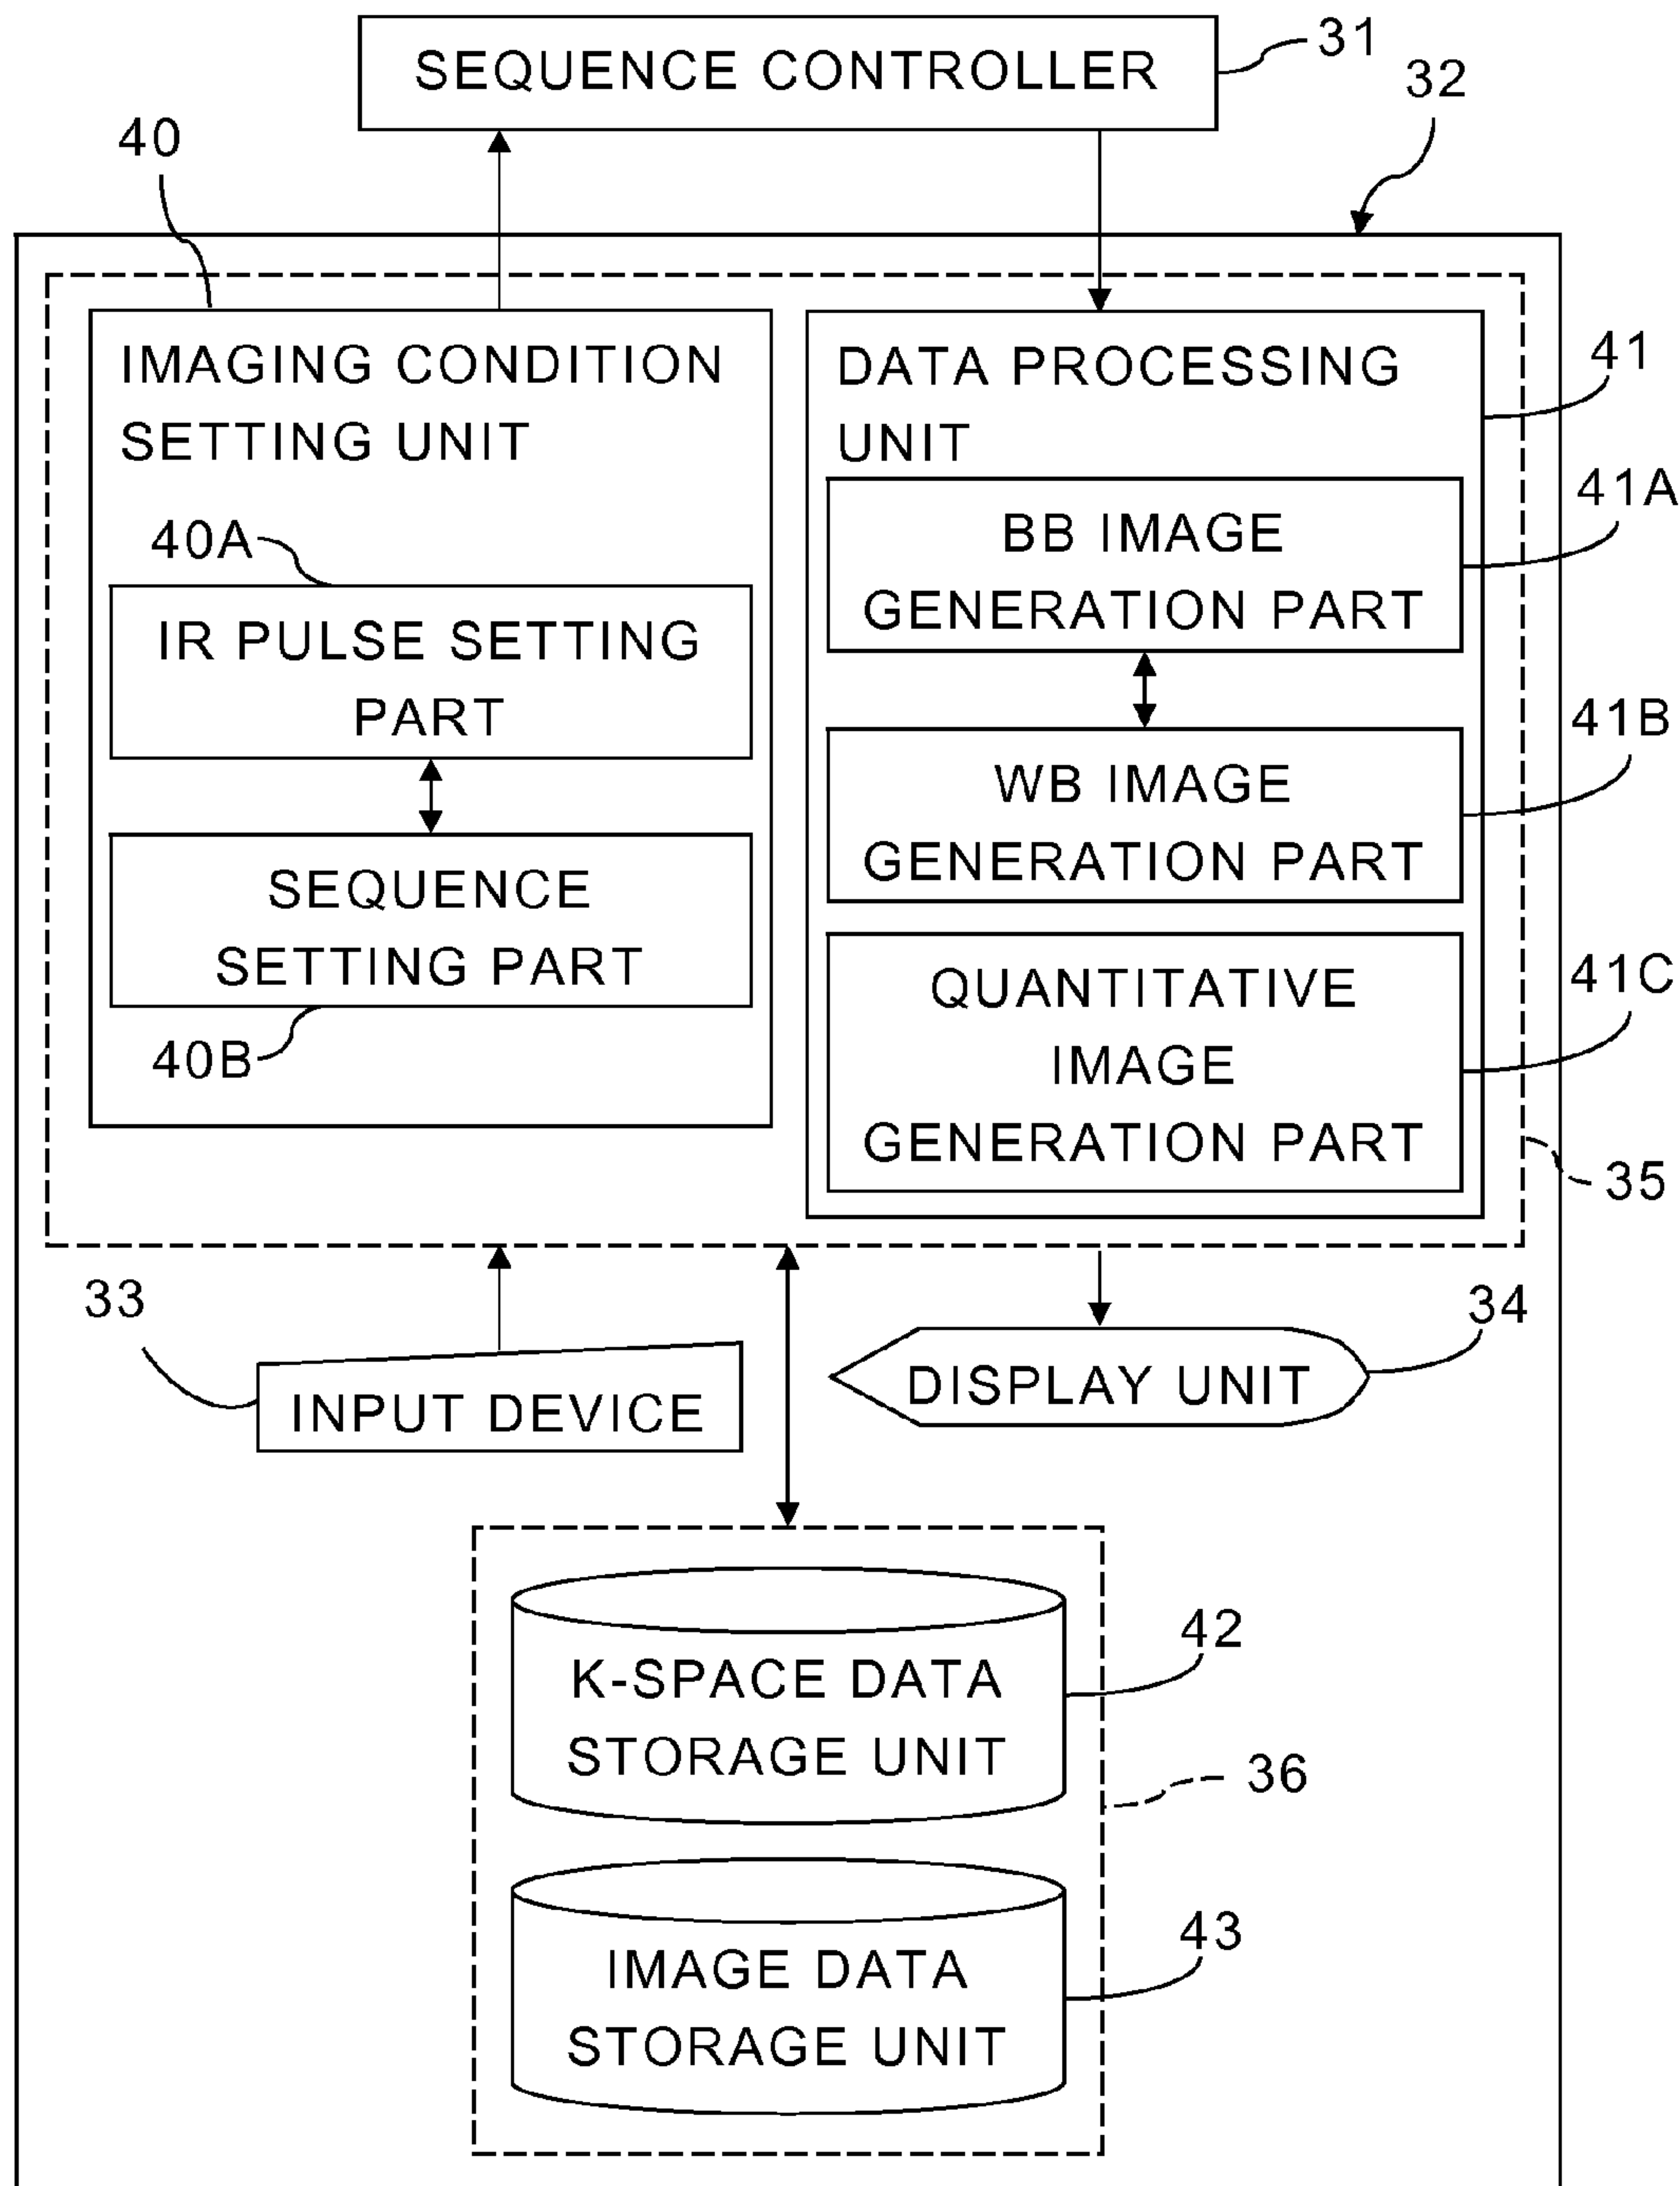 SEQUENCE CONTROLLER
31
32
40
IMAGING CONDITION
SETTING UNIT
40A
IR PULSE SETTING
PART
SEQUENCE
SETTING PART
40B
DATA PROCESSING
UNIT
41
BB IMAGE
GENERATION PART
41A
WB IMAGE
GENERATION PART
41B
QUANTITATIVE
IMAGE
GENERATION PART
41C
35
33
INPUT DEVICE
34
DISPLAY UNIT
K-SPACE DATA
STORAGE UNIT
42
36
IMAGE DATA
STORAGE UNIT
43